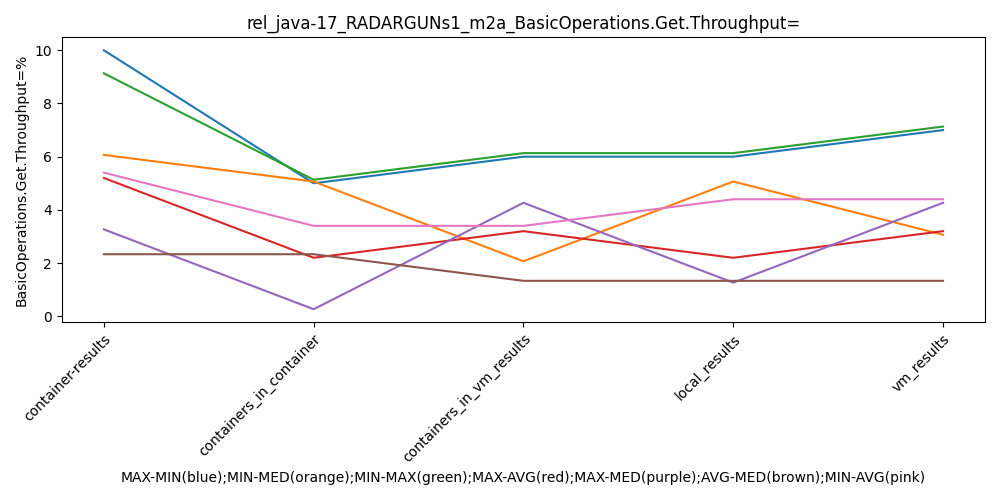 rel_java-17_RADARGUNs1_m2a_BasicOperations.Get.Throughput=
BasicOperations.Get.Throughput=%
10
8
6
4
2
0
container-results
containers_in_container
containers_in_vm_results
local_results
vm_results
MAX-MIN(blue);MIN-MED(orange);MIN-MAX(green);MAX-AVG(red);MAX-MED(purple);AVG-MED(brown);MIN-AVG(pink)